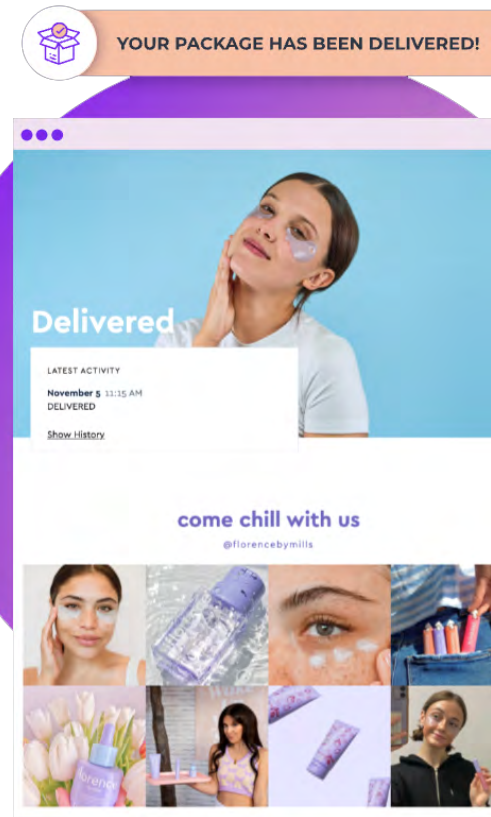 YOUR PACKAGE HAS BEEN DELIVERED!
Delivered
LATEST ACTIVITY
November 5 11:15 AM
DELIVERED
Show History
come chill with us
@florencebymills
florence